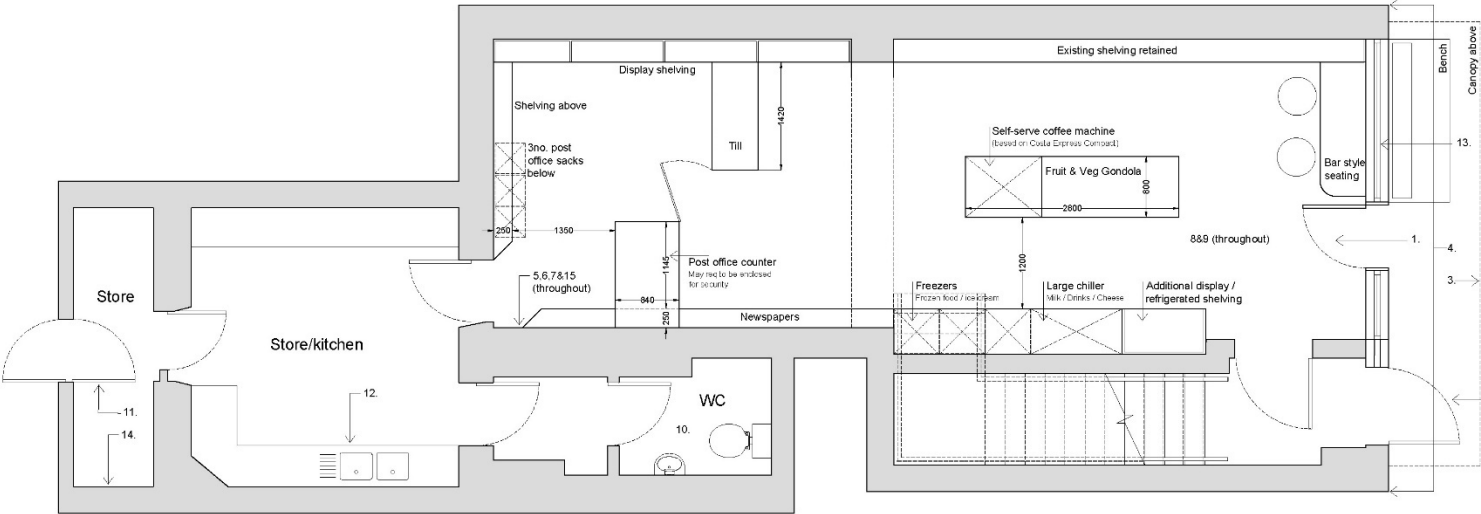 Existing shelving retained
Bench
Canopy above
Display shelving
Shelving above
3no. post
office sacks
below
Till
1420
Self-serve coffee machine
(based on Costa Express Compact)
Fruit & Veg Gondola
800
2800
Bar style
seating
13.
250
1350
1145
Post office counter
May req to be enclosed
for security
840
250
5,6,7&15
(throughout)
1200
8&9 (throughout)
1.
4.
3.
Freezers
Frozen food / ice cream
Large chiller
Milk / Drinks / Cheese
Additional display /
refrigerated shelving
Newspapers
Store
Store/kitchen
WC
10.
11.
12.
14.